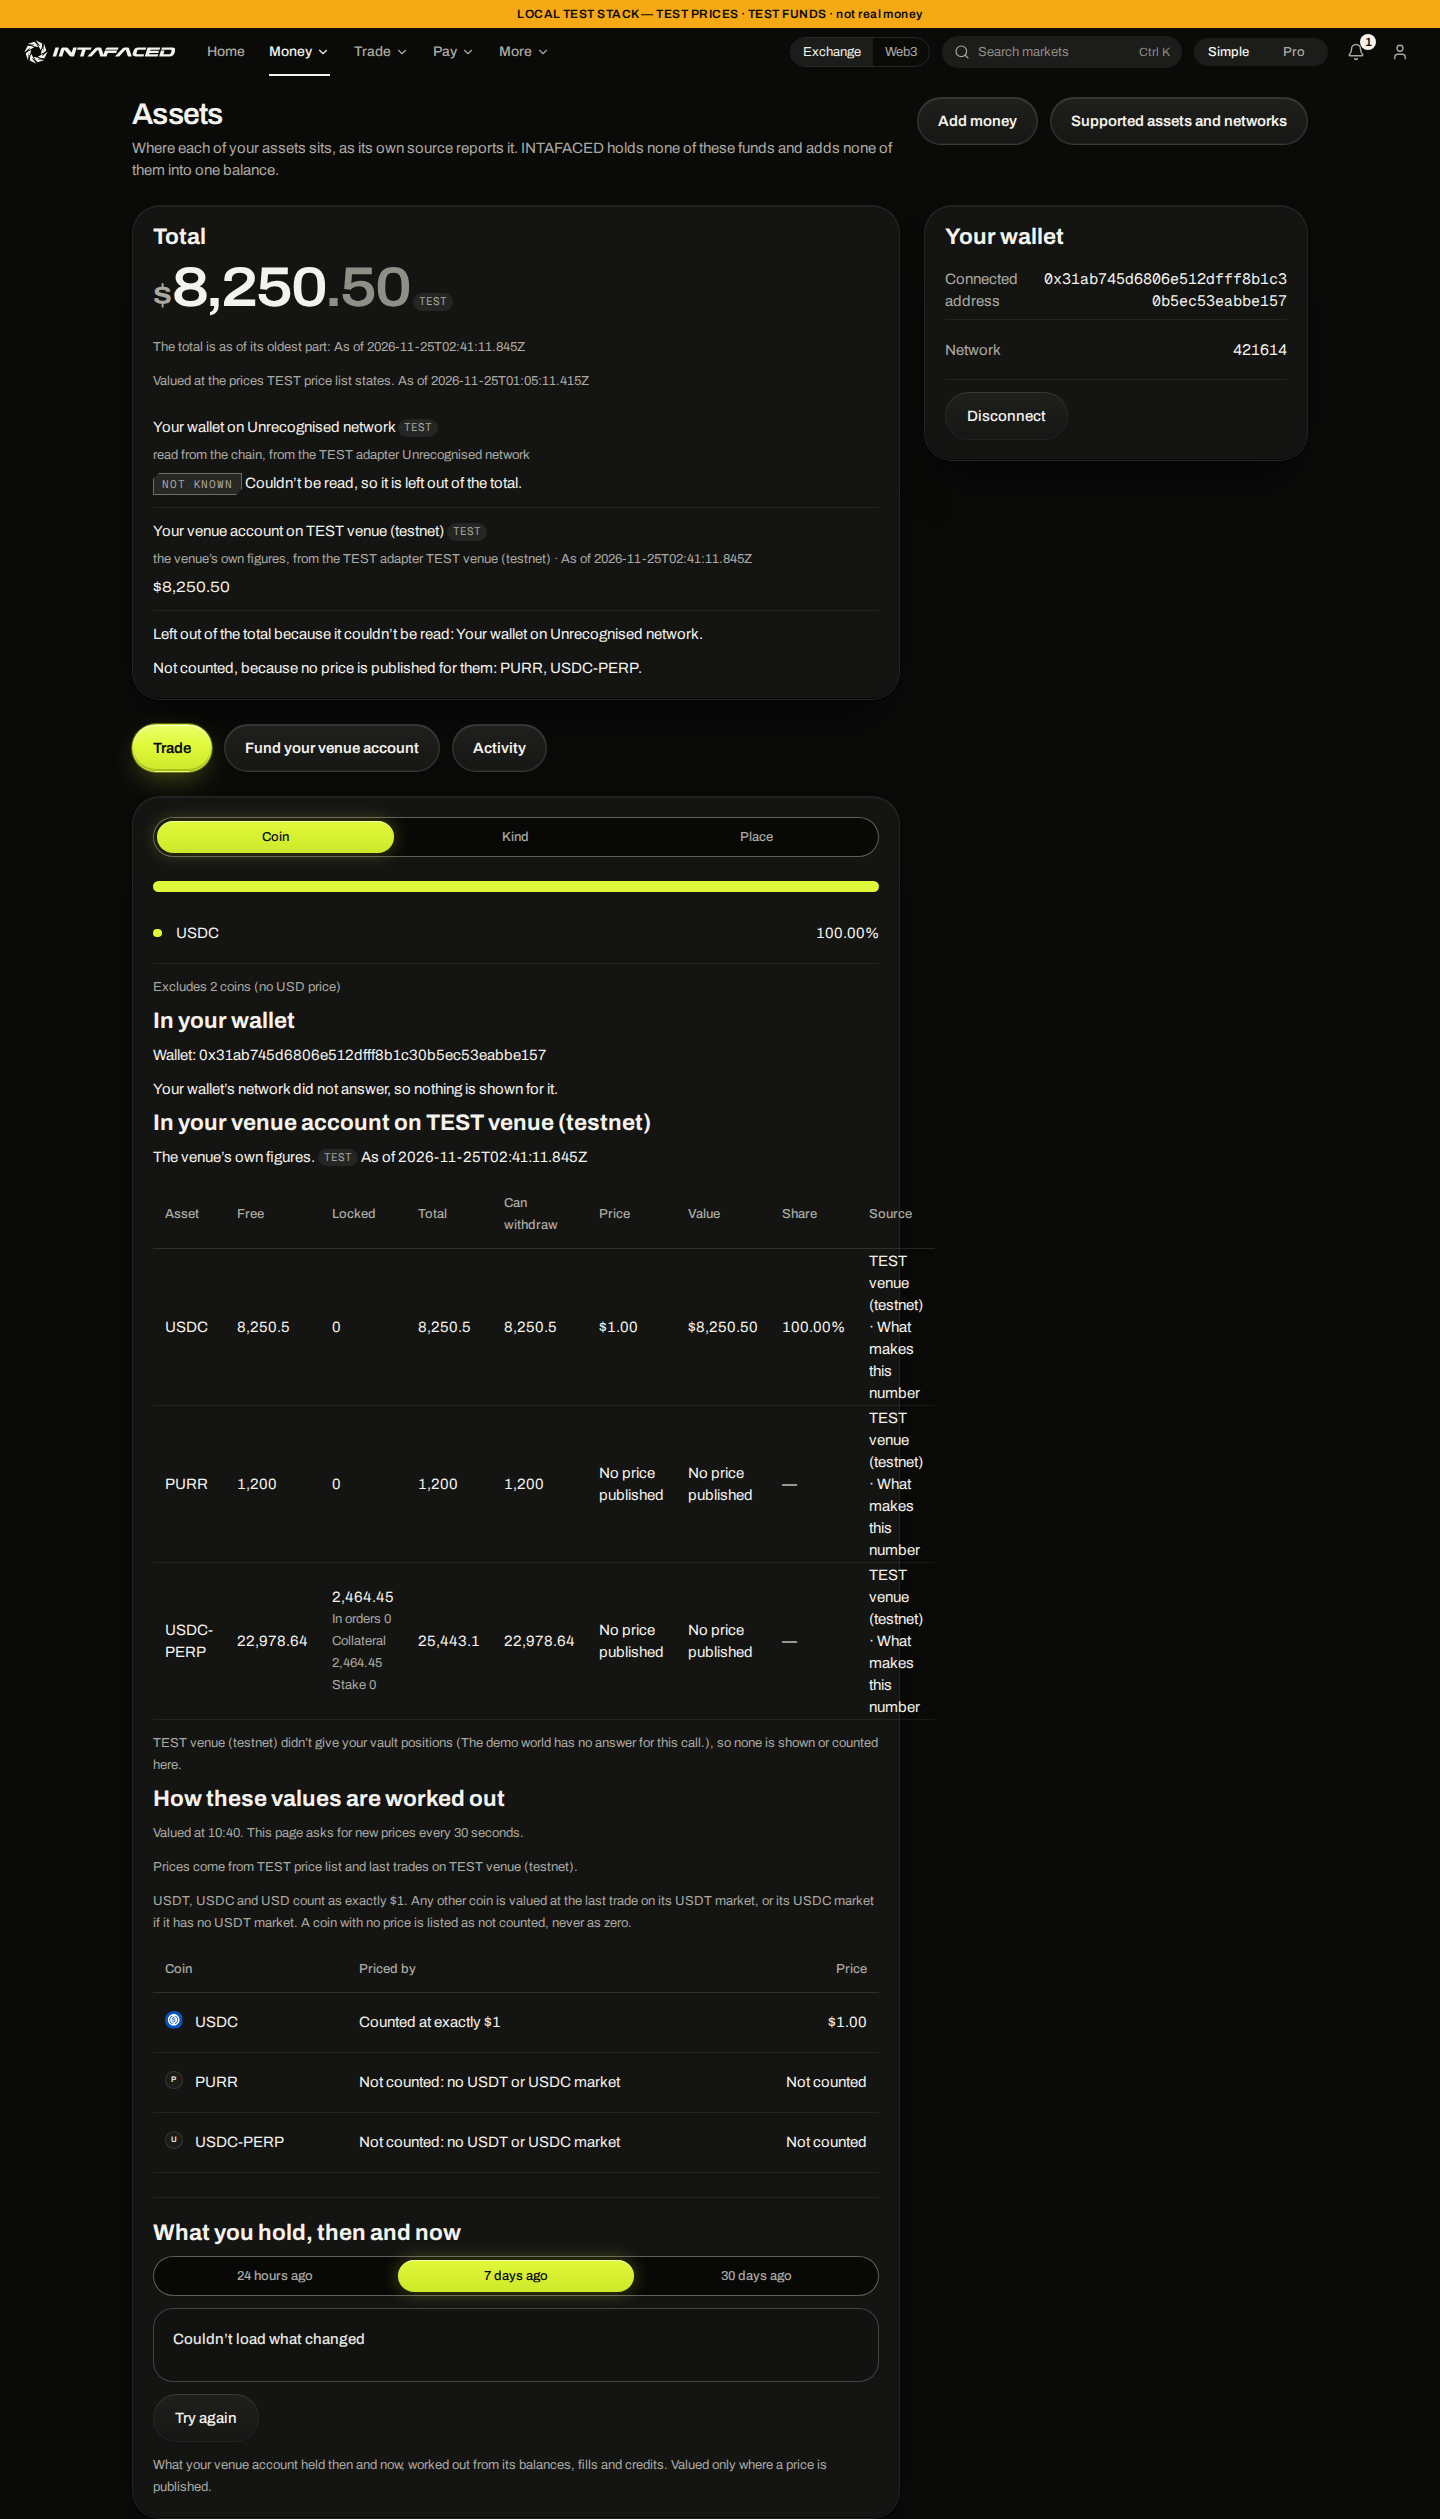 LOCAL TEST STACK — TEST PRICES · TEST FUNDS · not real money
INTAFACED
Home
Money
Trade
Pay
More
Exchange
Web3
Search markets
Ctrl K
Simple
Pro
1
Assets
Where each of your assets sits, as its own source reports it. INTAFACED holds none of these funds and adds none of
them into one balance.
Add money
Supported assets and networks
Total
$8,250.50 TEST
The total is as of its oldest part: As of 2026-11-25T02:41:11.845Z
Valued at the prices TEST price list states. As of 2026-11-25T01:05:11.415Z
Your wallet on Unrecognised network TEST
read from the chain, from the TEST adapter Unrecognised network
NOT KNOWN Couldn't be read, so it is left out of the total.
Your venue account on TEST venue (testnet) TEST
the venue's own figures, from the TEST adapter TEST venue (testnet) · As of 2026-11-25T02:41:11.845Z
$8,250.50
Left out of the total because it couldn't be read: Your wallet on Unrecognised network.
Not counted, because no price is published for them: PURR, USDC-PERP.
Your wallet
Connected address
0x31ab745d6806e512dfff8b1c3
0b5ec53eabbe157
Network
421614
Disconnect
Trade
Fund your venue account
Activity
Coin
Kind
Place
USDC
100.00%
Excludes 2 coins (no USD price)
In your wallet
Wallet: 0x31ab745d6806e512dfff8b1c30b5ec53eabbe157
Your wallet's network did not answer, so nothing is shown for it.
In your venue account on TEST venue (testnet)
The venue's own figures. TEST As of 2026-11-25T02:41:11.845Z
Asset
Free
Locked
Total
Can
withdraw
Price
Value
Share
Source
USDC
8,250.5
0
8,250.5
8,250.5
$1.00
$8,250.50
100.00%
TEST
venue
(testnet)
· What
makes
this
number
PURR
1,200
0
1,200
1,200
No price
published
No price
published
—
TEST
venue
(testnet)
· What
makes
this
number
USDC-
PERP
22,978.64
2,464.45
In orders 0
Collateral
2,464.45
Stake 0
25,443.1
22,978.64
No price
published
No price
published
—
TEST
venue
(testnet)
· What
makes
this
number
TEST venue (testnet) didn't give your vault positions (The demo world has no answer for this call.), so none is shown or counted
here.
How these values are worked out
Valued at 10:40. This page asks for new prices every 30 seconds.
Prices come from TEST price list and last trades on TEST venue (testnet).
USDT, USDC and USD count as exactly $1. Any other coin is valued at the last trade on its USDT market, or its USDC market
if it has no USDT market. A coin with no price is listed as not counted, never as zero.
Coin
Priced by
Price
USDC
Counted at exactly $1
$1.00
P
PURR
Not counted: no USDT or USDC market
Not counted
U
USDC-PERP
Not counted: no USDT or USDC market
Not counted
What you hold, then and now
24 hours ago
7 days ago
30 days ago
Couldn't load what changed
Try again
What your venue account held then and now, worked out from its balances, fills and credits. Valued only where a price is
published.